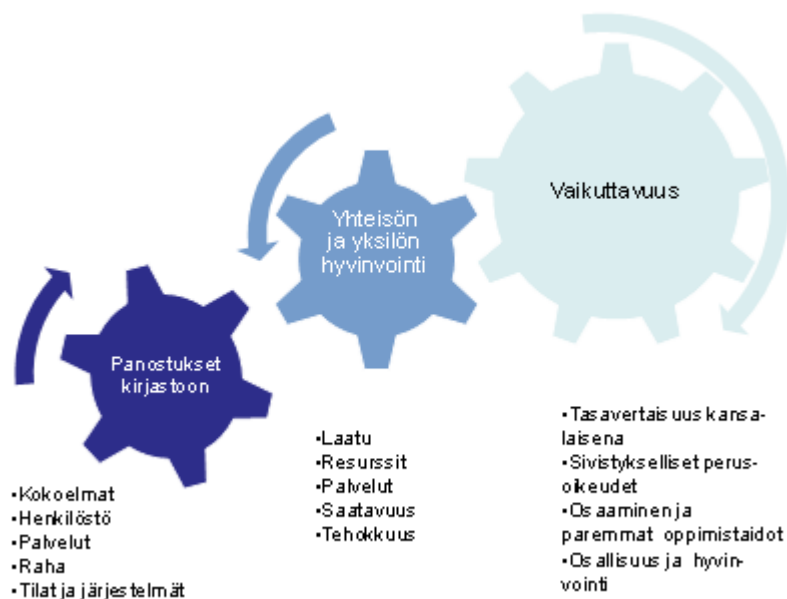 Panostukset
kirjastoon
Yhteisön
ja yksilön
hyvinvointi
Vaikuttavuus
•Kokoelmat
•Henkilöstö
•Palvelut
•Raha
•Tilat ja järjestelmät
•Laatu
•Resurssit
•Palvelut
•Saatavuus
•Tehokkuus
•Tasavertaisuus kansa-
laisena
•Sivistykselliset perus-
oikeudet
•Osaaminen ja
paremmat oppimistaidot
•Osallisuus ja hyvin-
vointi